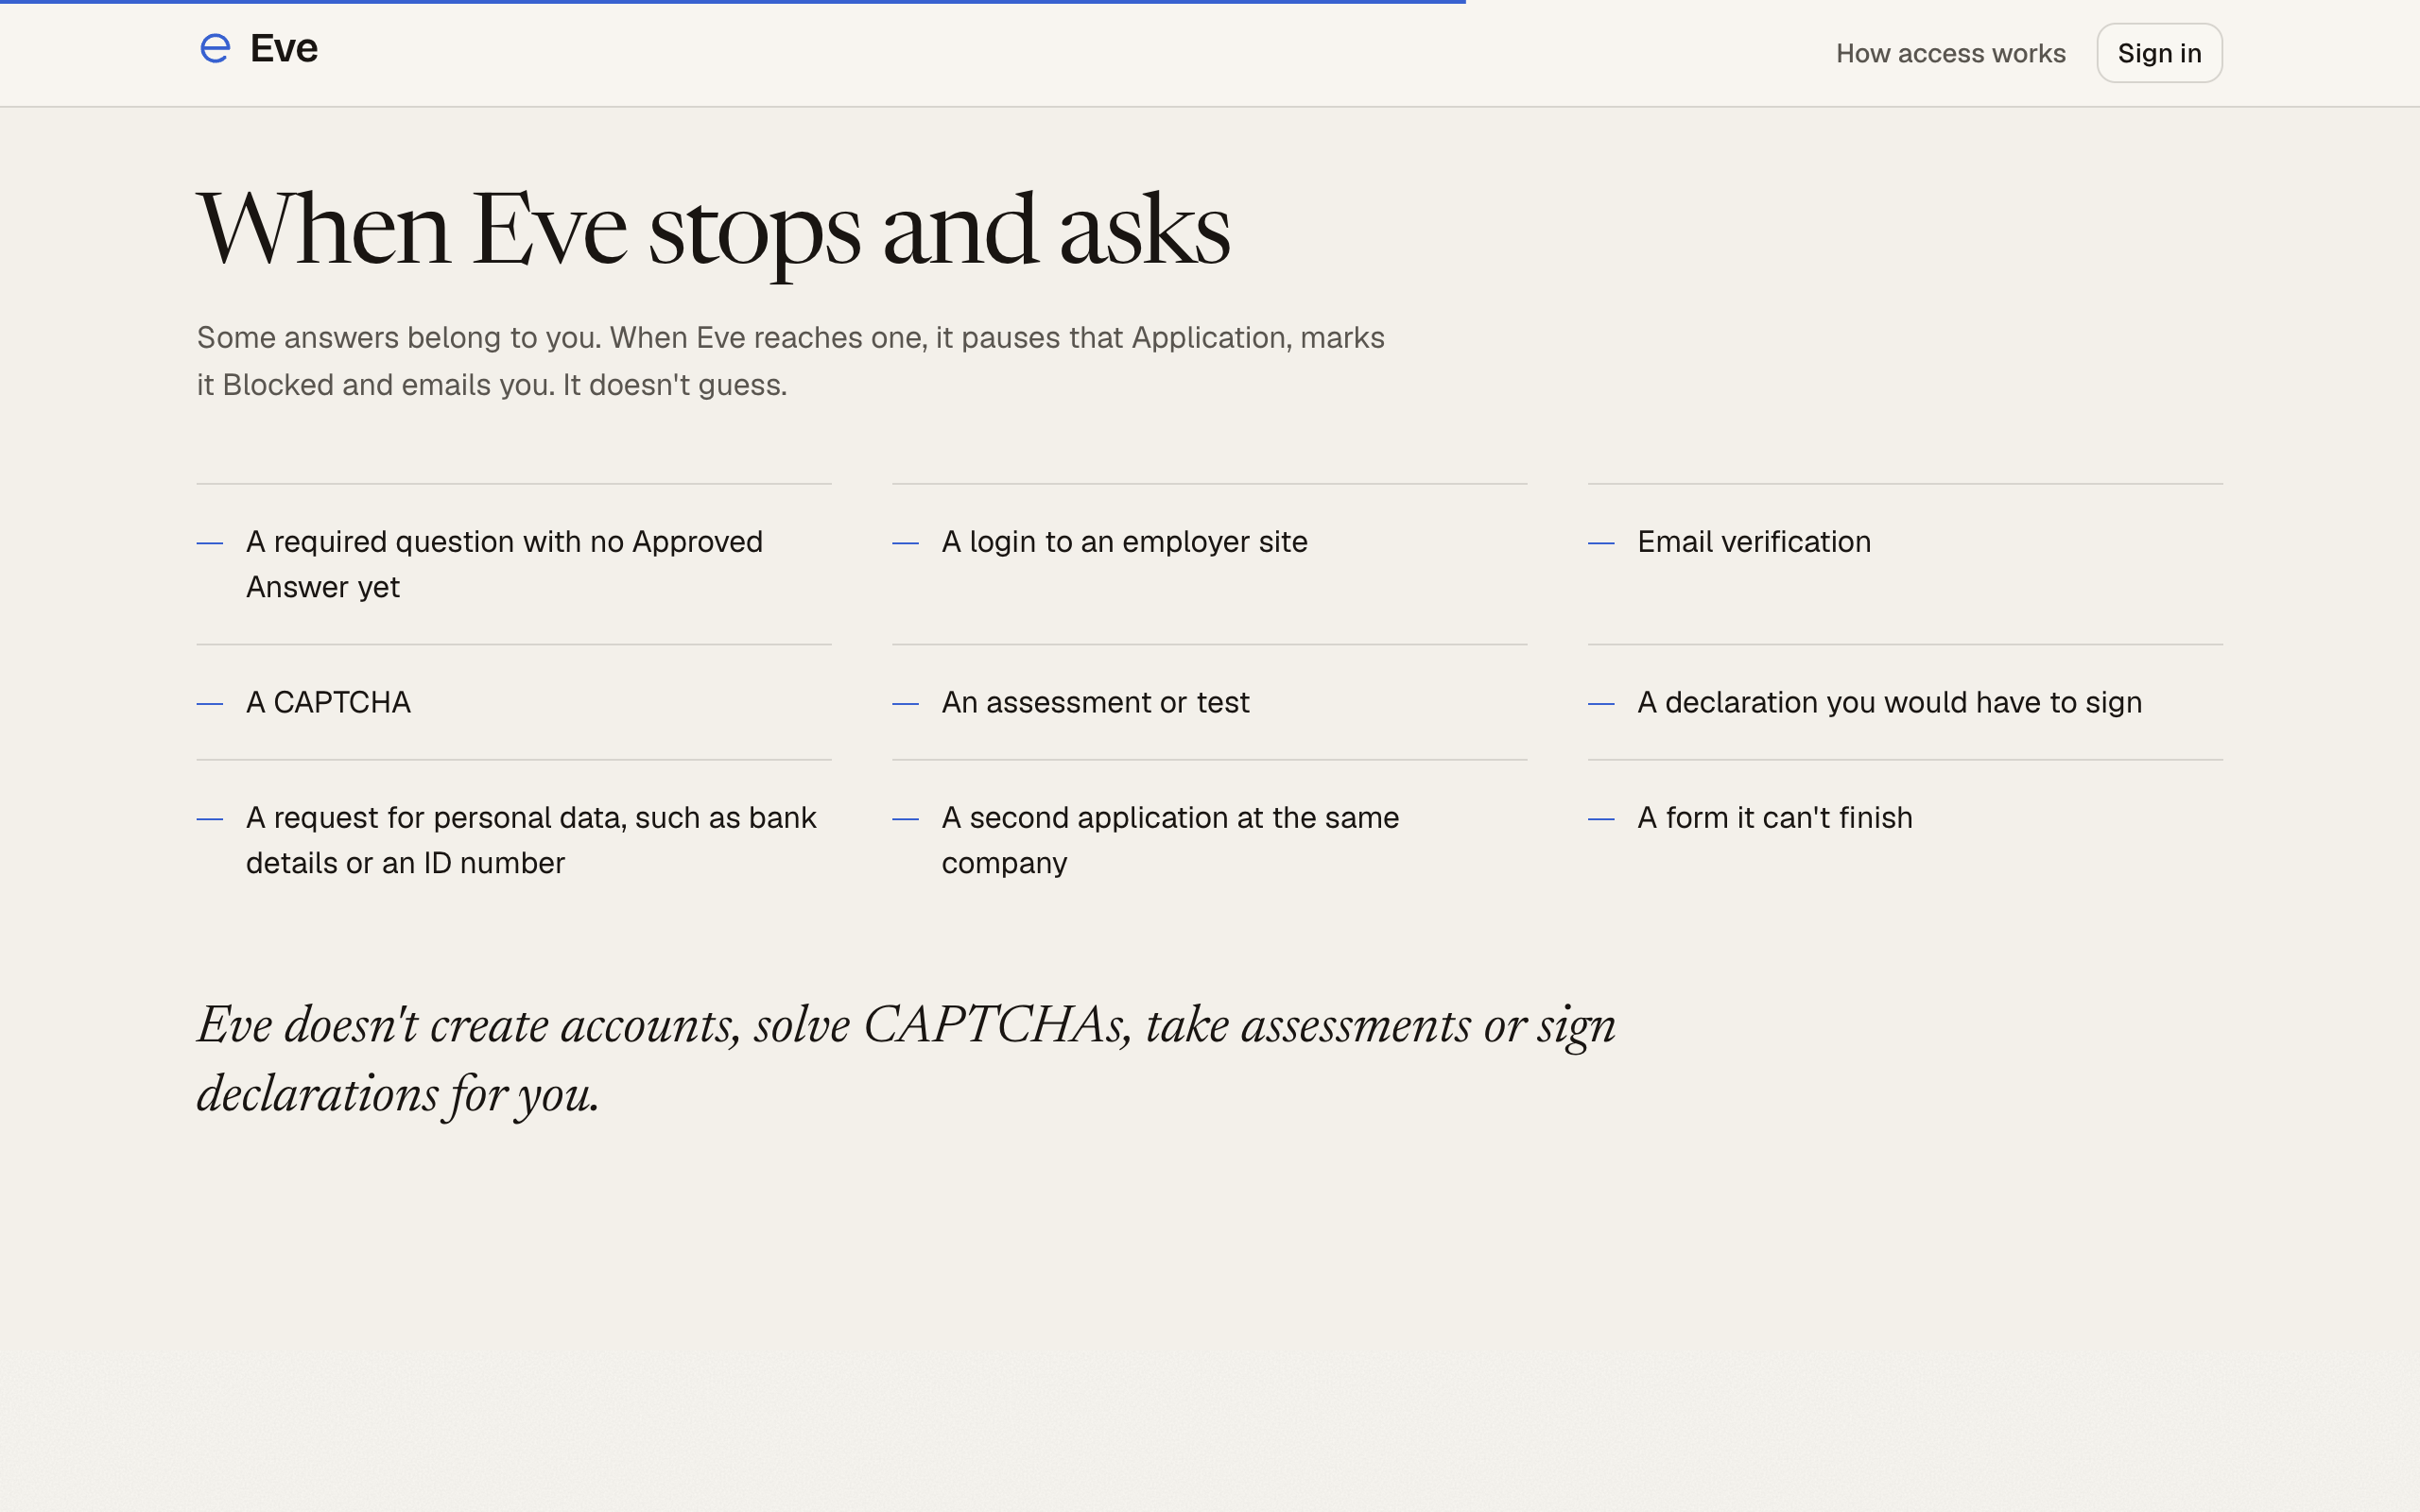 Eve
How access works
Sign in
When Eve stops and asks
Some answers belong to you. When Eve reaches one, it pauses that Application, marks
it Blocked and emails you. It doesn't guess.
— A required question with no Approved
Answer yet
— A login to an employer site
— Email verification
— A CAPTCHA
— An assessment or test
— A declaration you would have to sign
— A request for personal data, such as bank
details or an ID number
— A second application at the same
company
— A form it can't finish
Eve doesn't create accounts, solve CAPTCHAs, take assessments or sign
declarations for you.